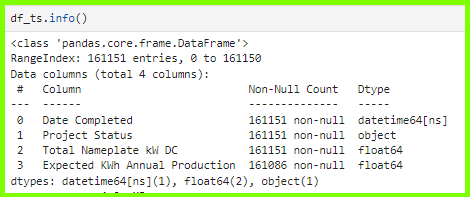 df_ts.info()
<class 'pandas.core.frame.DataFrame'>
RangeIndex: 161151 entries, 0 to 161150
Data columns (total 4 columns):
 #   Column                          Non-Null Count   Dtype
---  ------                          --------------   -----
 0   Date Completed                  161151 non-null  datetime64[ns]
 1   Project Status                  161151 non-null  object
 2   Total Nameplate kW DC           161151 non-null  float64
 3   Expected KWh Annual Production  161086 non-null  float64
dtypes: datetime64[ns](1), float64(2), object(1)